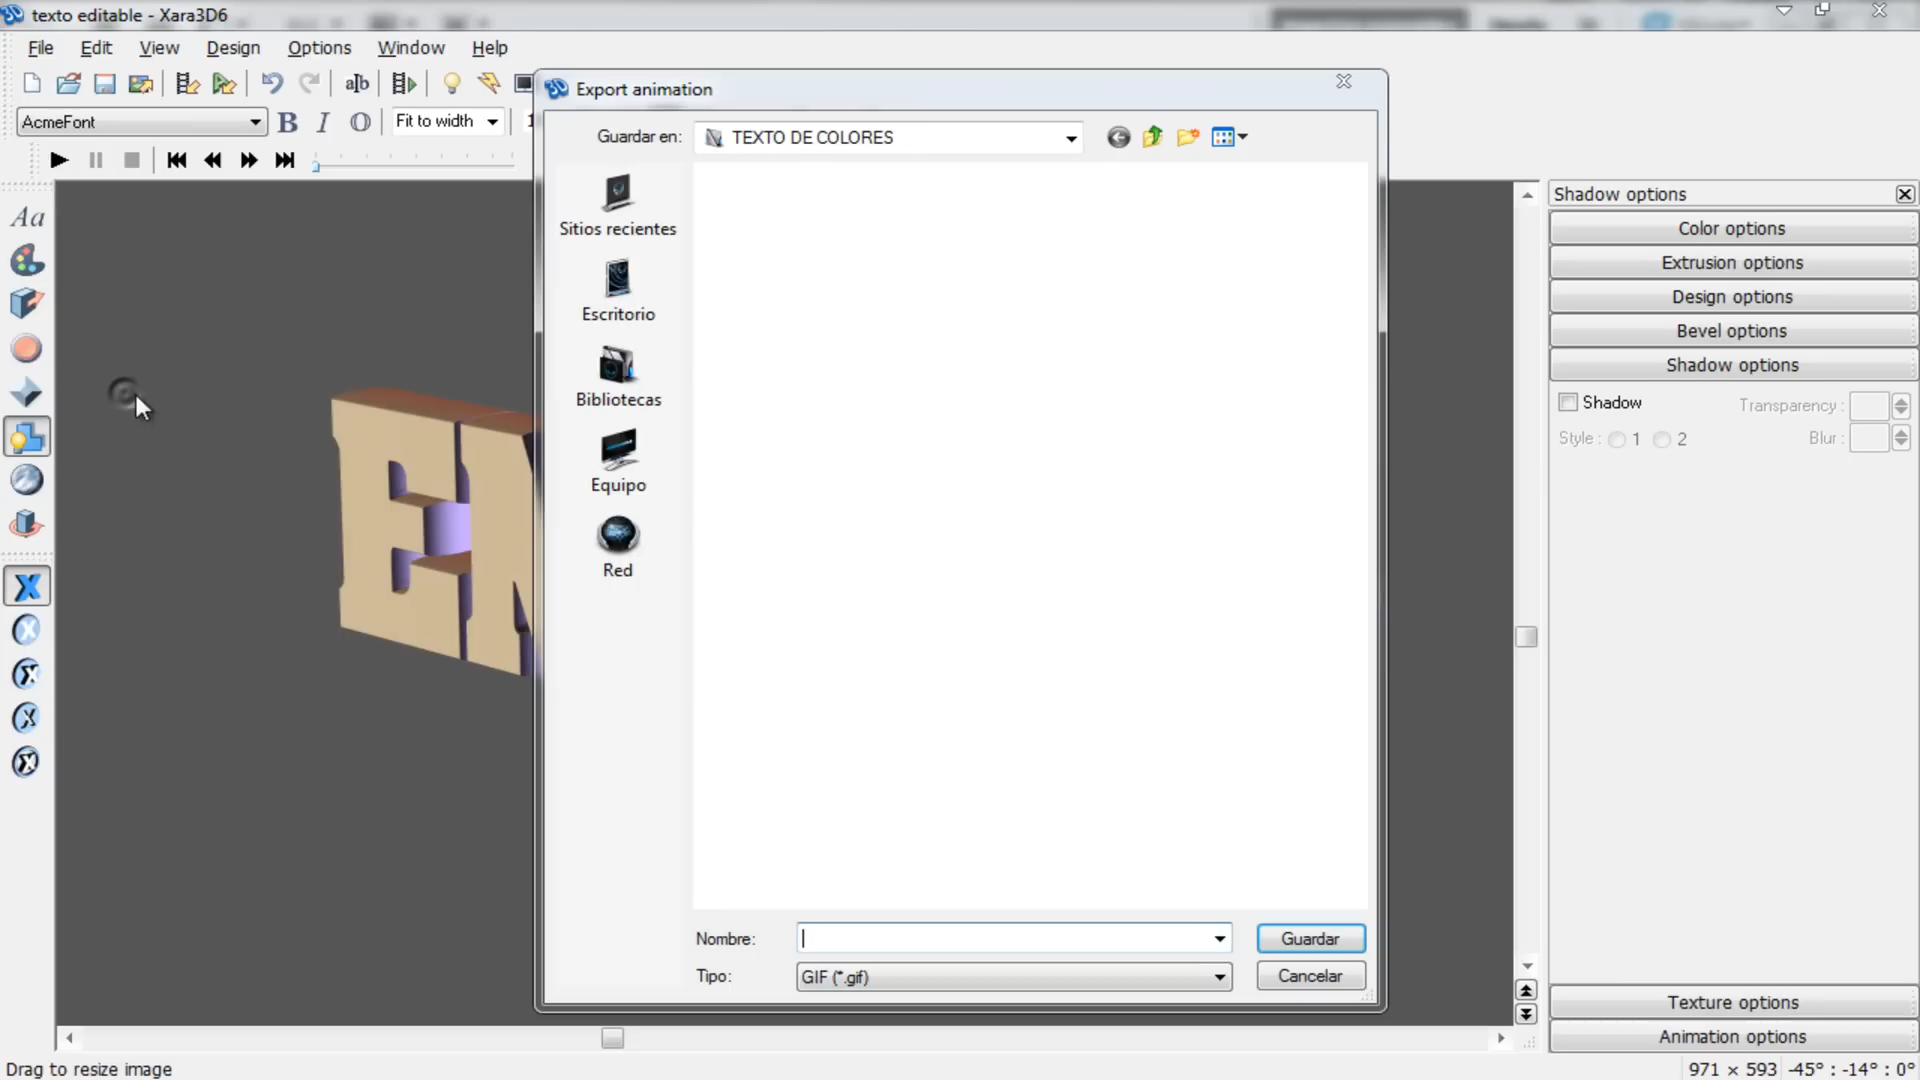 texto editable - Xara3D6
File Edit View Design Options Window Help
AcmeFont
B I O
Fit to width
Export animation
Guardar en:
TEXTO DE COLORES
Sitios recientes
Escritorio
Bibliotecas
Equipo
Red
Nombre:
Guardar
Tipo:
GIF (*.gif)
Cancelar
Aa
EN
Shadow options
Color options
Extrusion options
Design options
Bevel options
Shadow options
Shadow
Transparency :
Style : 1 2
Blur :
Texture options
Animation options
Drag to resize image
971 × 593 -45° : -14° : 0°